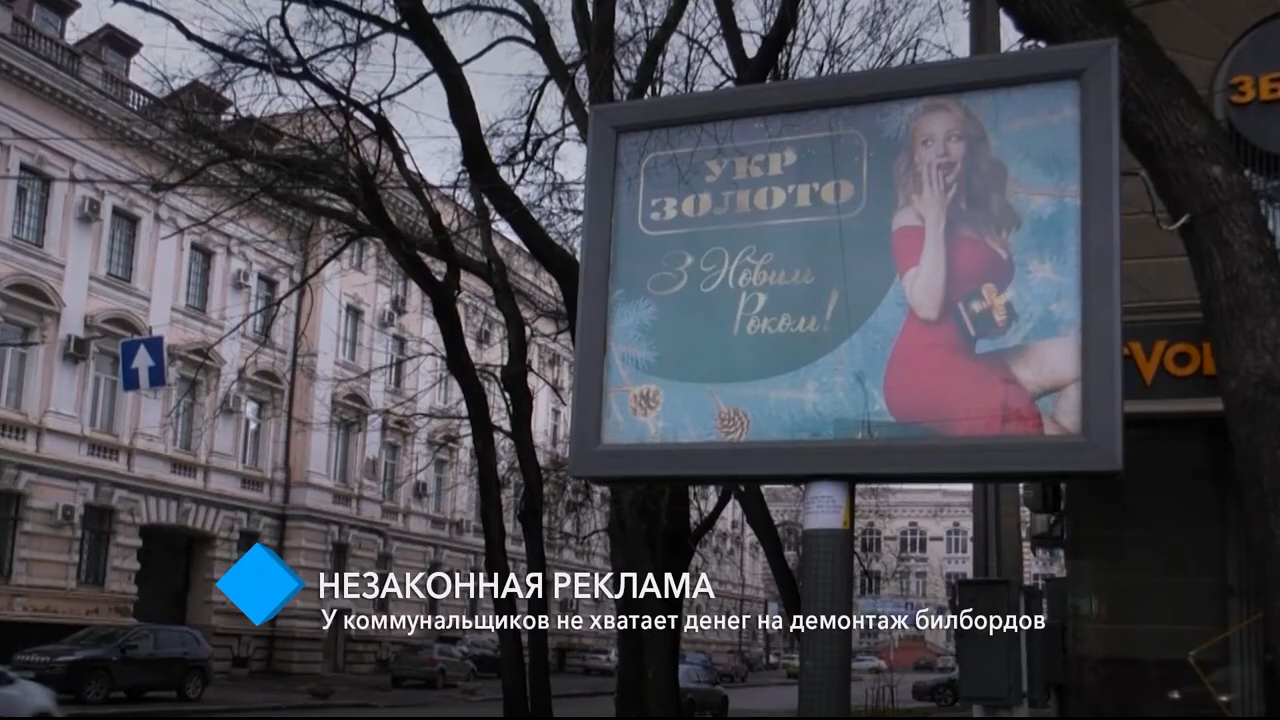 УКР
ЗОЛОТО
З Новим
Роком!
НЕЗАКОННАЯ РЕКЛАМА
У коммунальщиков не хватает денег на демонтаж билбордов